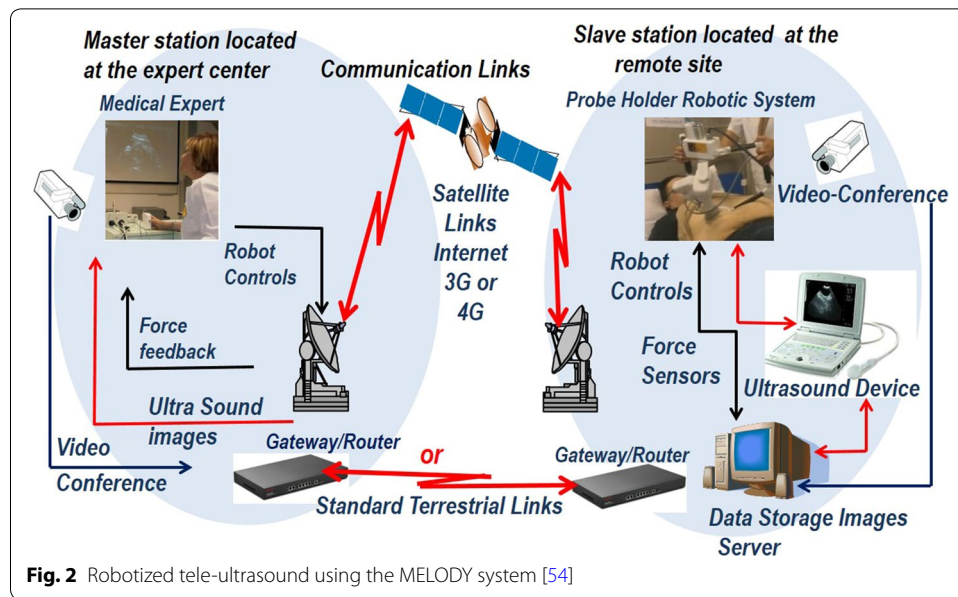 Master station located
at the expert center
Medical Expert
Communication Links
Slave station located at the
remote site
Probe Holder Robotic System
Video-Conference
Satellite
Links
Internet
3G or
4G
Robot
Controls
Force
feedback
Ultra Sound
images
Video
Conference
Gateway/Router
or
Standard Terrestrial Links
Gateway/Router
Robot
Controls
Force
Sensors
Ultrasound Device
Data Storage Images
Server
Fig. 2 Robotized tele-ultrasound using the MELODY system [54]